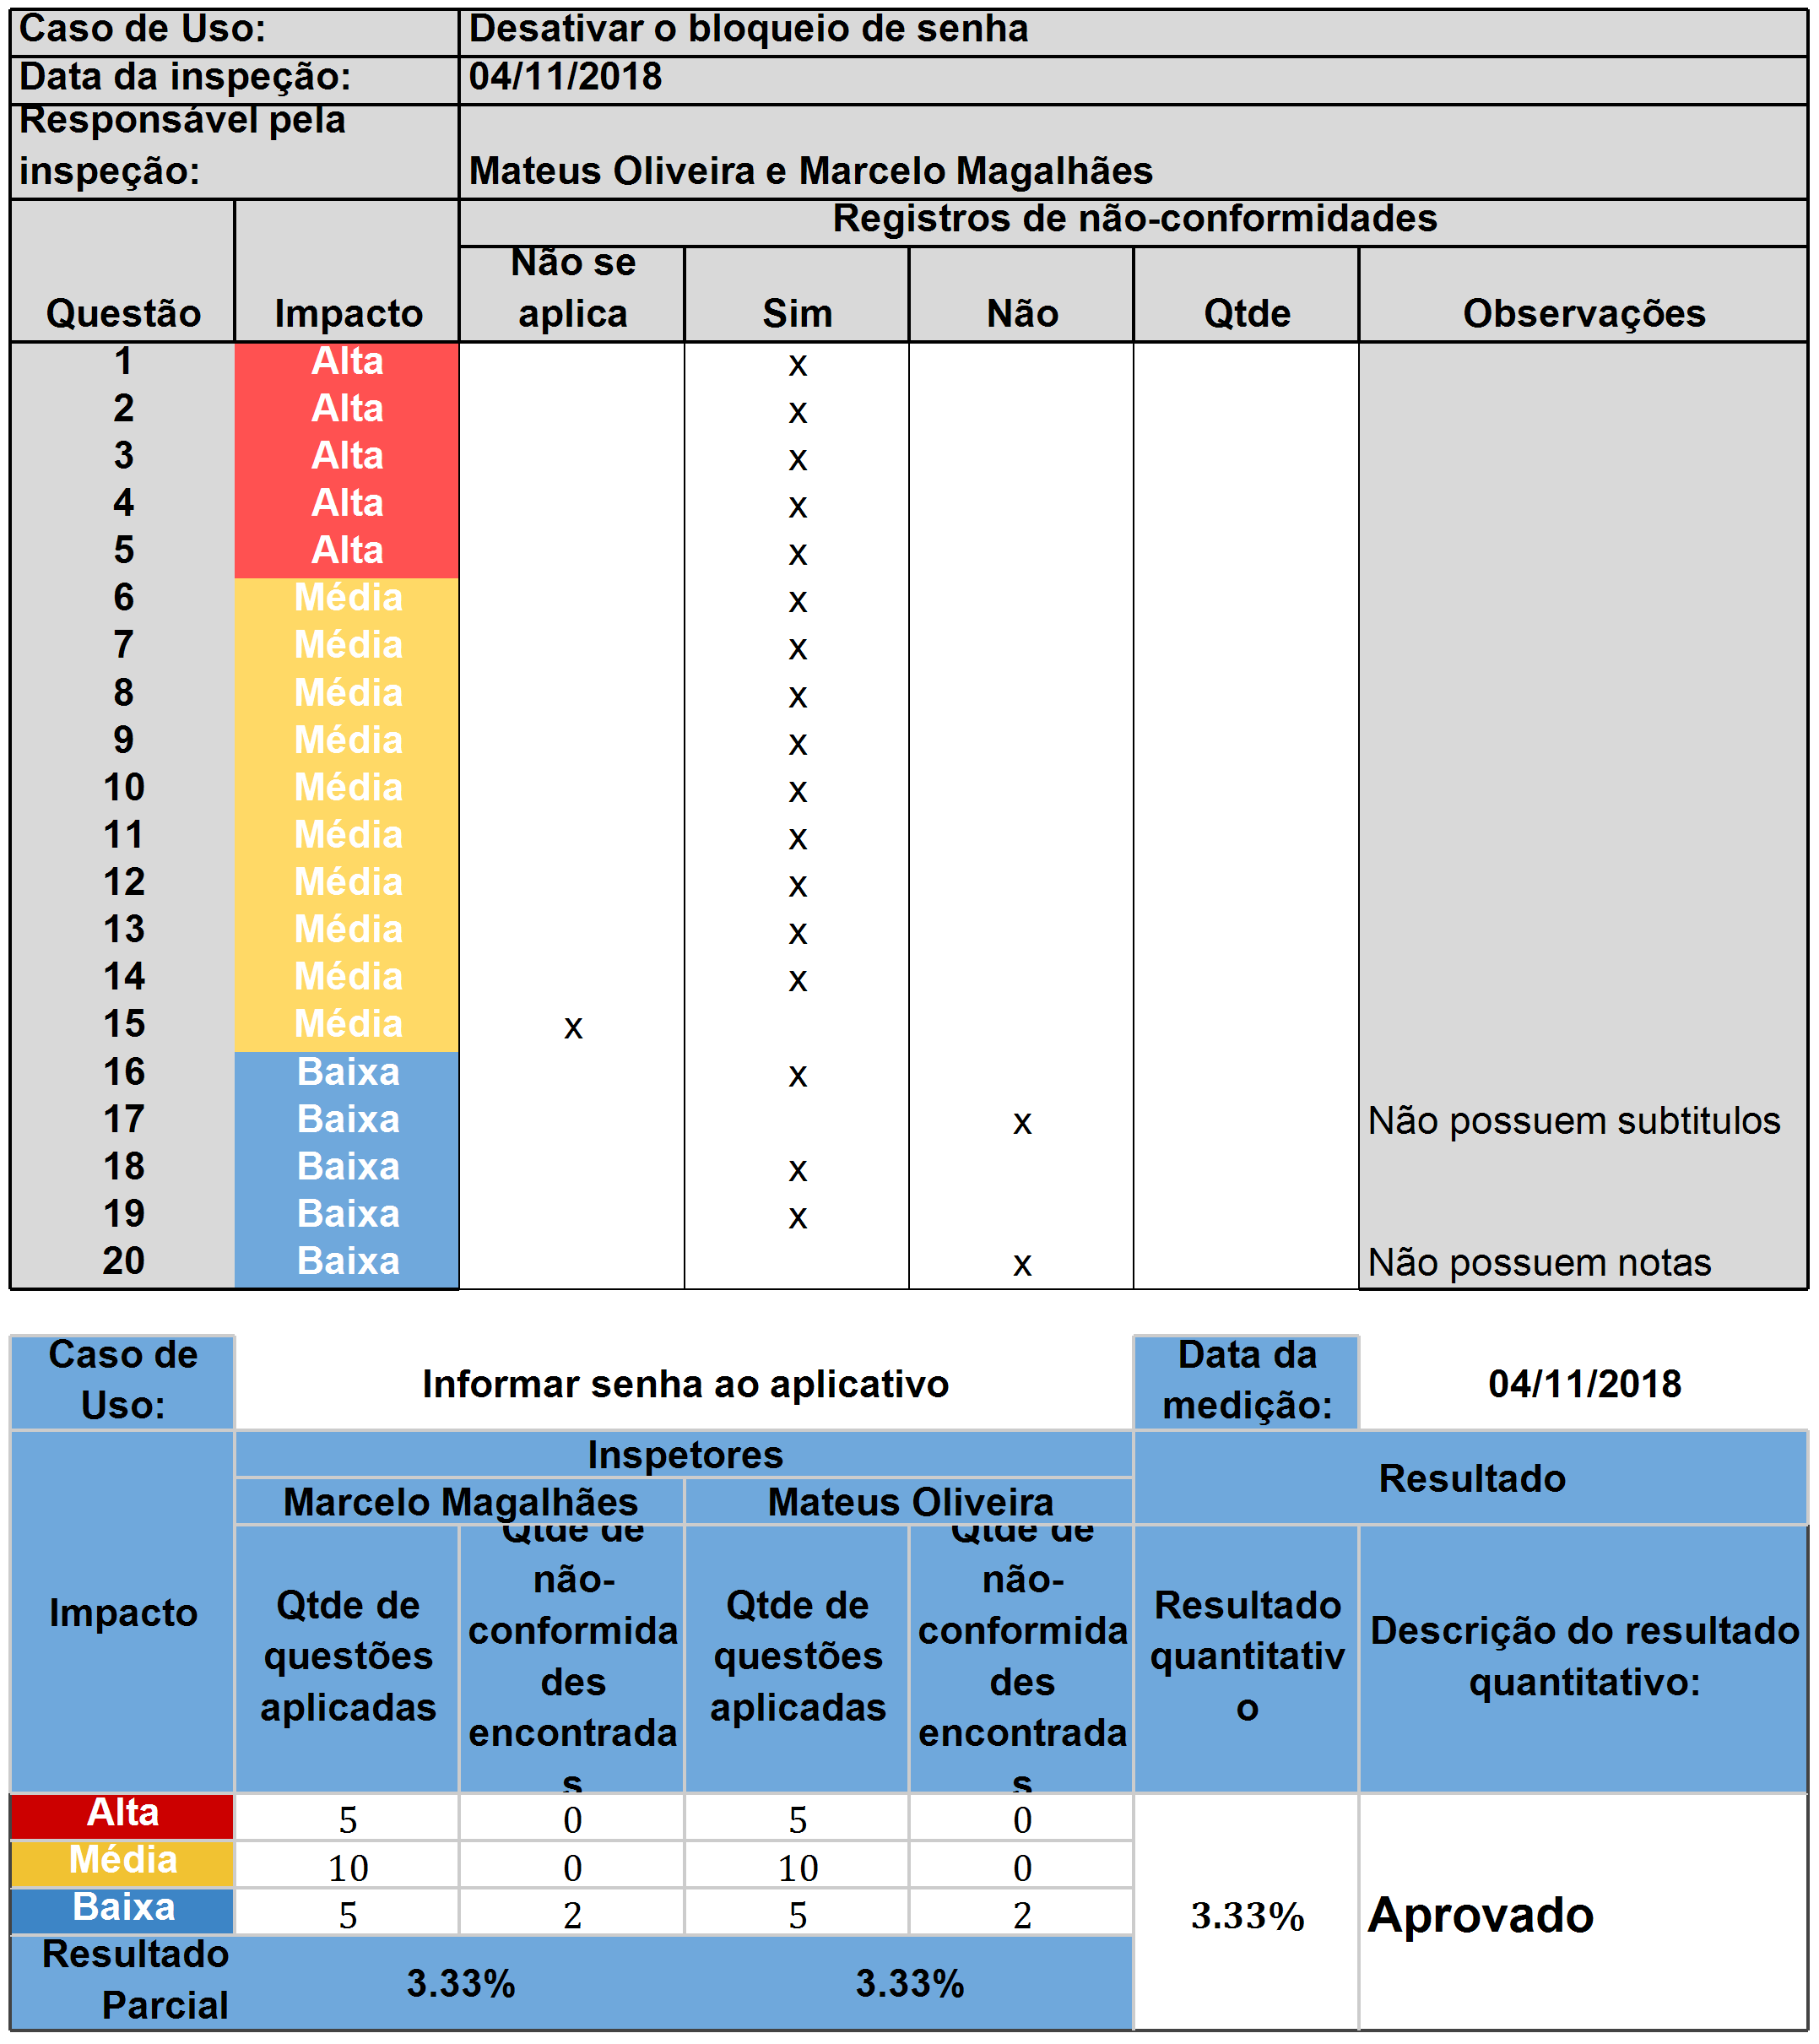 Caso de Uso: Desativar o bloqueio de senha
Data da inspeção: 04/11/2018
Responsável pela
inspeção: Mateus Oliveira e Marcelo Magalhães
Registros de não-conformidades
Questão Impacto Não se aplica Sim Não Qtde Observações
1 Alta x
2 Alta x
3 Alta x
4 Alta x
5 Alta x
6 Média x
7 Média x
8 Média x
9 Média x
10 Média x
11 Média x
12 Média x
13 Média x
14 Média x
15 Média x
16 Baixa x
17 Baixa x Não possuem subtitulos
18 Baixa x
19 Baixa x
20 Baixa x Não possuem notas
Caso de
Uso:
Informar senha ao aplicativo
Data da
medição:
04/11/2018
Inspetores
Resultado
Marcelo Magalhães Mateus Oliveira
Impacto
Qtde de
questões
aplicadas
Qtde de
não-
conformida
des
encontrada
s
Qtde de
questões
aplicadas
Qtde de
não-
conformida
des
encontrada
s
Resultado
quantitativ
o
Descrição do resultado
quantitativo:
Alta 5 0 5 0
Média 10 0 10 0
Baixa 5 2 5 2
3.33% Aprovado
Resultado
Parcial
3.33% 3.33%